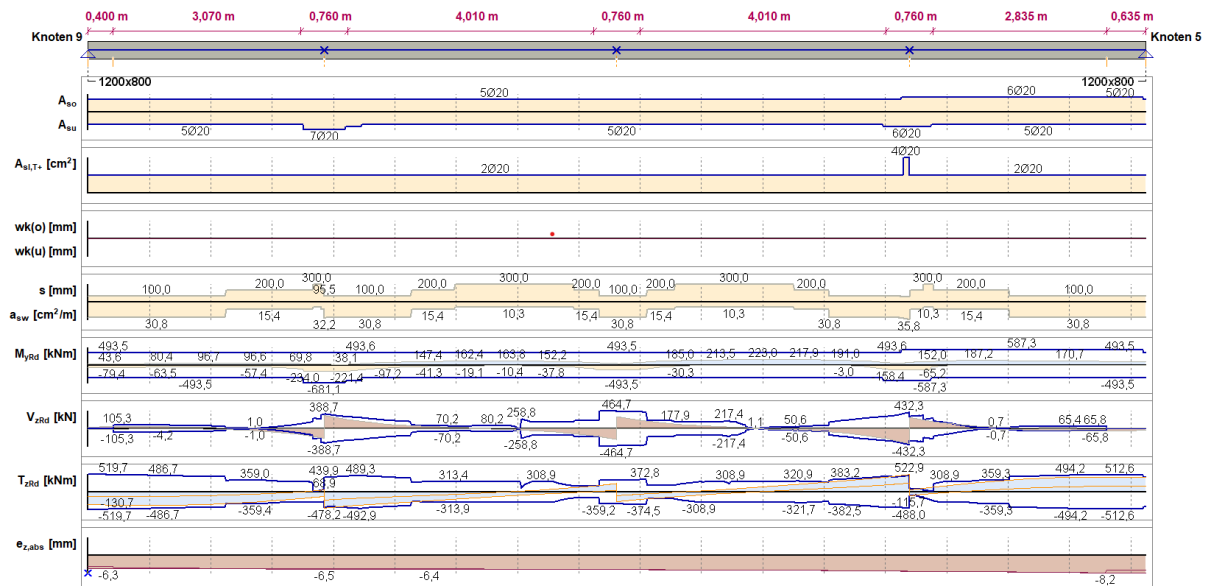 0,400 m 3,070 m 0,760 m 4,010 m 0,760 m 4,010 m 0,760 m 2,835 m 0,635 m
Knoten 9 Knoten 5
1200x800 1200x800
5Ø20 6Ø20 5Ø20
Aso
Asu
5Ø20 7Ø20 5Ø20 6Ø20 5Ø20
4Ø20
Asl,T+ [cm²] 2Ø20 2Ø20
wk(o) [mm]
wk(u) [mm]
300,0 300,0
200,0 200,0 300,0 200,0 200,0 300,0 200,0 200,0
s [mm] 100,0 95,5 100,0 100,0 100,0
asw [cm²/m] 15,4 15,4 10,3 15,4 15,4 10,3 10,3 15,4
30,8 32,2 30,8 30,8 30,8 35,8 30,8
587,3
493,5 493,6 493,5 493,6 493,5
MyRd [kNm] 43,6 80,4 96,7 96,6 69,8 38,1 147,4 162,4 163,8 152,2 185,0 213,5 223,0 217,9 191,0 152,0 187,2 170,7
-79,4 -63,5 -57,4 -234,0 -221,4 -97,2 -41,3 -19,1 -10,4 -37,8 -30,3 -3,0 -158,4 -65,2
-493,5 -681,1 -493,5 -587,3 -493,5
388,7 464,7 432,3
VzRd [kN] 105,3 1,0 70,2 80,2 258,8 177,9 217,4 1,1 50,6 0,7 65,4 65,8
-105,3 -4,2 -1,0 -388,7 -70,2 -258,8 -464,7 -217,4 -50,6 -432,3 -0,7 -65,8
519,7 486,7 359,0 439,9 489,3 313,4 308,9 372,8 308,9 320,9 383,2 522,9 308,9 359,3 494,2 512,6
TzRd [kNm] 68,9
-130,7 -115,7
-519,7 -486,7 -359,4 -478,2 -492,9 -313,9 -359,2 -374,5 -308,9 -321,7 -382,5 -488,0 -359,3 -494,2 -512,6
ez,abs [mm]
-6,3 -6,5 -6,4 -8,2